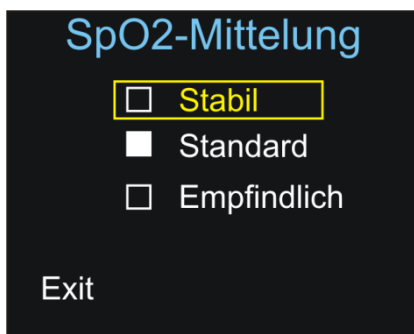 SpO2-Mittelung
Stabil
Standard
Empfindlich
Exit